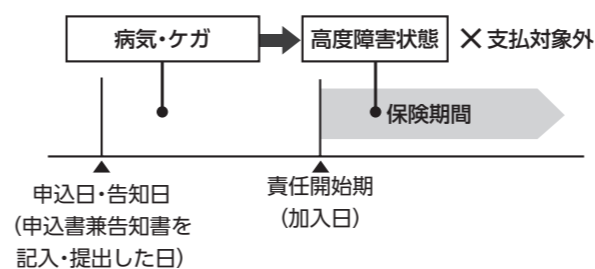 病気・ケガ
高度障害状態
×支払対象外
保険期間
申込日・告知日
(申込書兼告知書を
記入・提出した日)
責任開始期
(加入日)